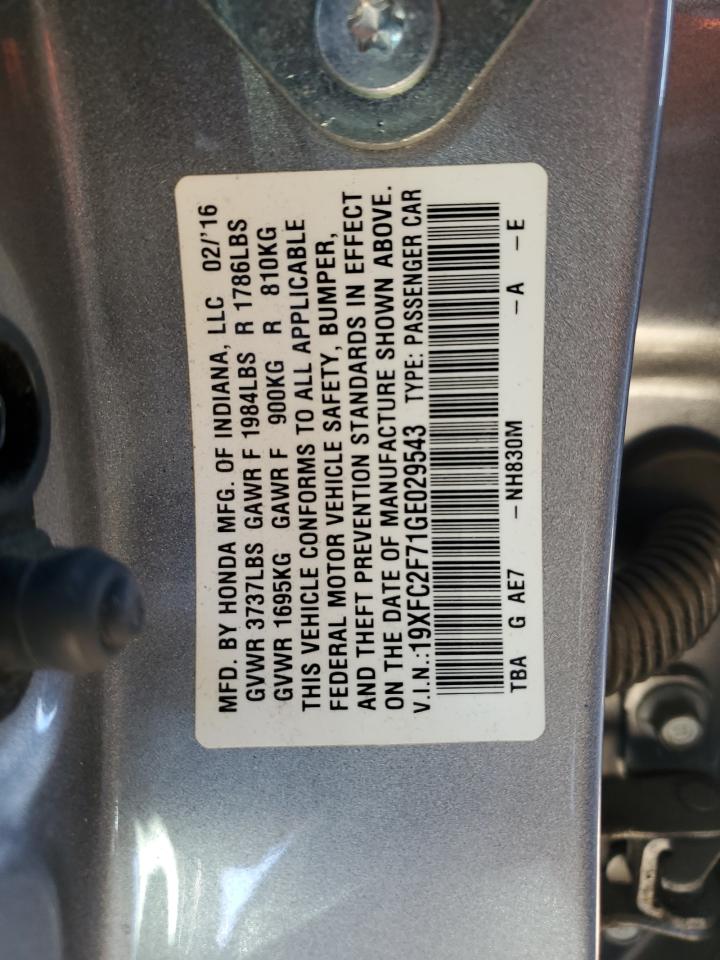 MFD. BY HONDA MFG. OF INDIANA, LLC 02/'16
GVWR 3737LBS GAWR F 1984LBS R 1786LBS
GVWR 1695KG GAWR F 900KG R 810KG
THIS VEHICLE CONFORMS TO ALL APPLICABLE
FEDERAL MOTOR VEHICLE SAFETY, BUMPER,
AND THEFT PREVENTION STANDARDS IN EFFECT
ON THE DATE OF MANUFACTURE SHOWN ABOVE.
V.I.N.:19XFC2F71GE029543 TYPE: PASSENGER CAR
TBA G AE7 -NH830M -A -E